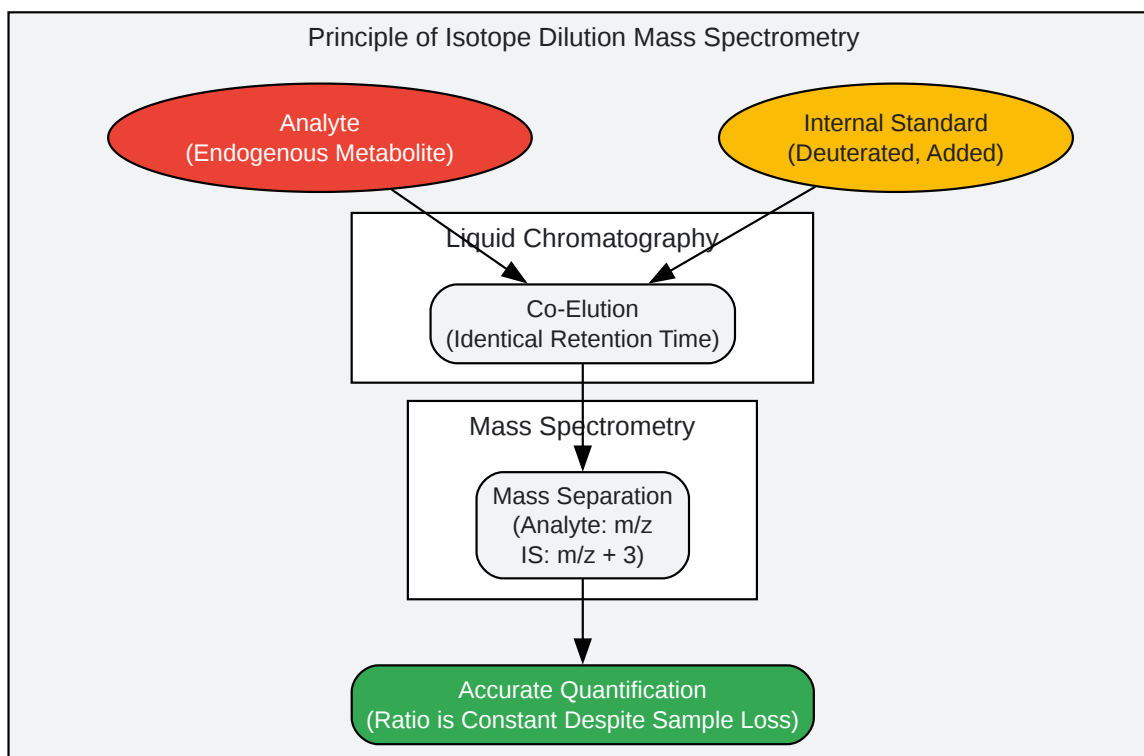 Principle of Isotope Dilution Mass Spectrometry
Analyte
(Endogenous Metabolite)
Internal Standard
(Deuterated, Added)
Liquid Chromatography
Co-Elution
(Identical Retention Time)
Mass Spectrometry
Mass Separation
(Analyte: m/z
IS: m/z + 3)
Accurate Quantification
(Ratio is Constant Despite Sample Loss)